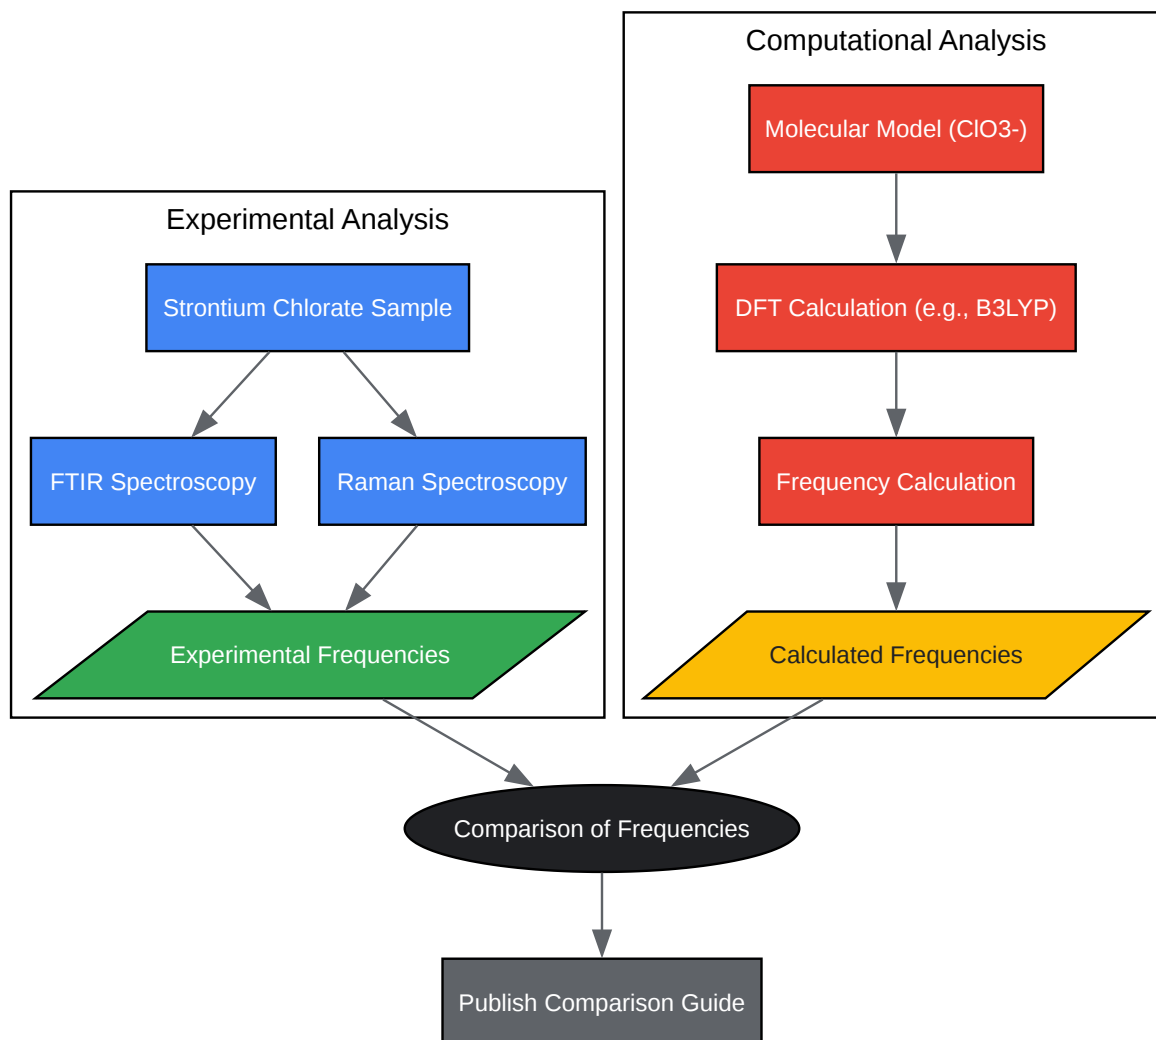 Computational Analysis
Molecular Model (ClO3-)
Experimental Analysis
Strontium Chlorate Sample
DFT Calculation (e.g., B3LYP)
FTIR Spectroscopy
Raman Spectroscopy
Frequency Calculation
Experimental Frequencies
Calculated Frequencies
Comparison of Frequencies
Publish Comparison Guide